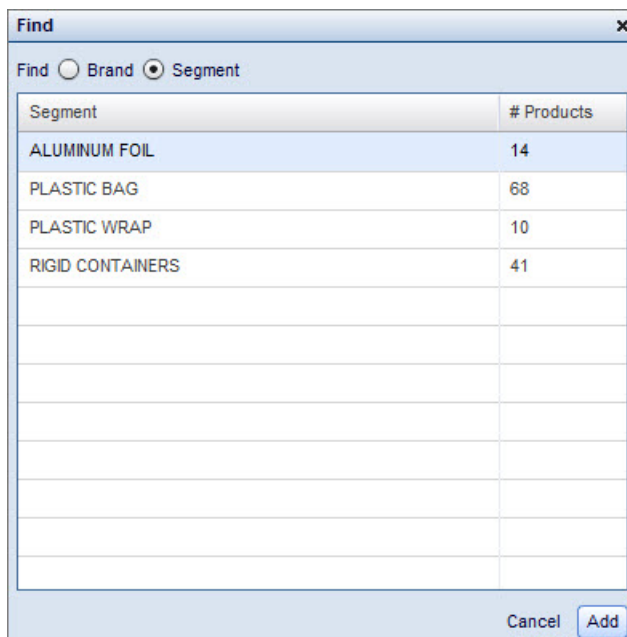 Find x
Find Brand Segment
Segment # Products
ALUMINUM FOIL 14
PLASTIC BAG 68
PLASTIC WRAP 10
RIGID CONTAINERS 41
Cancel Add